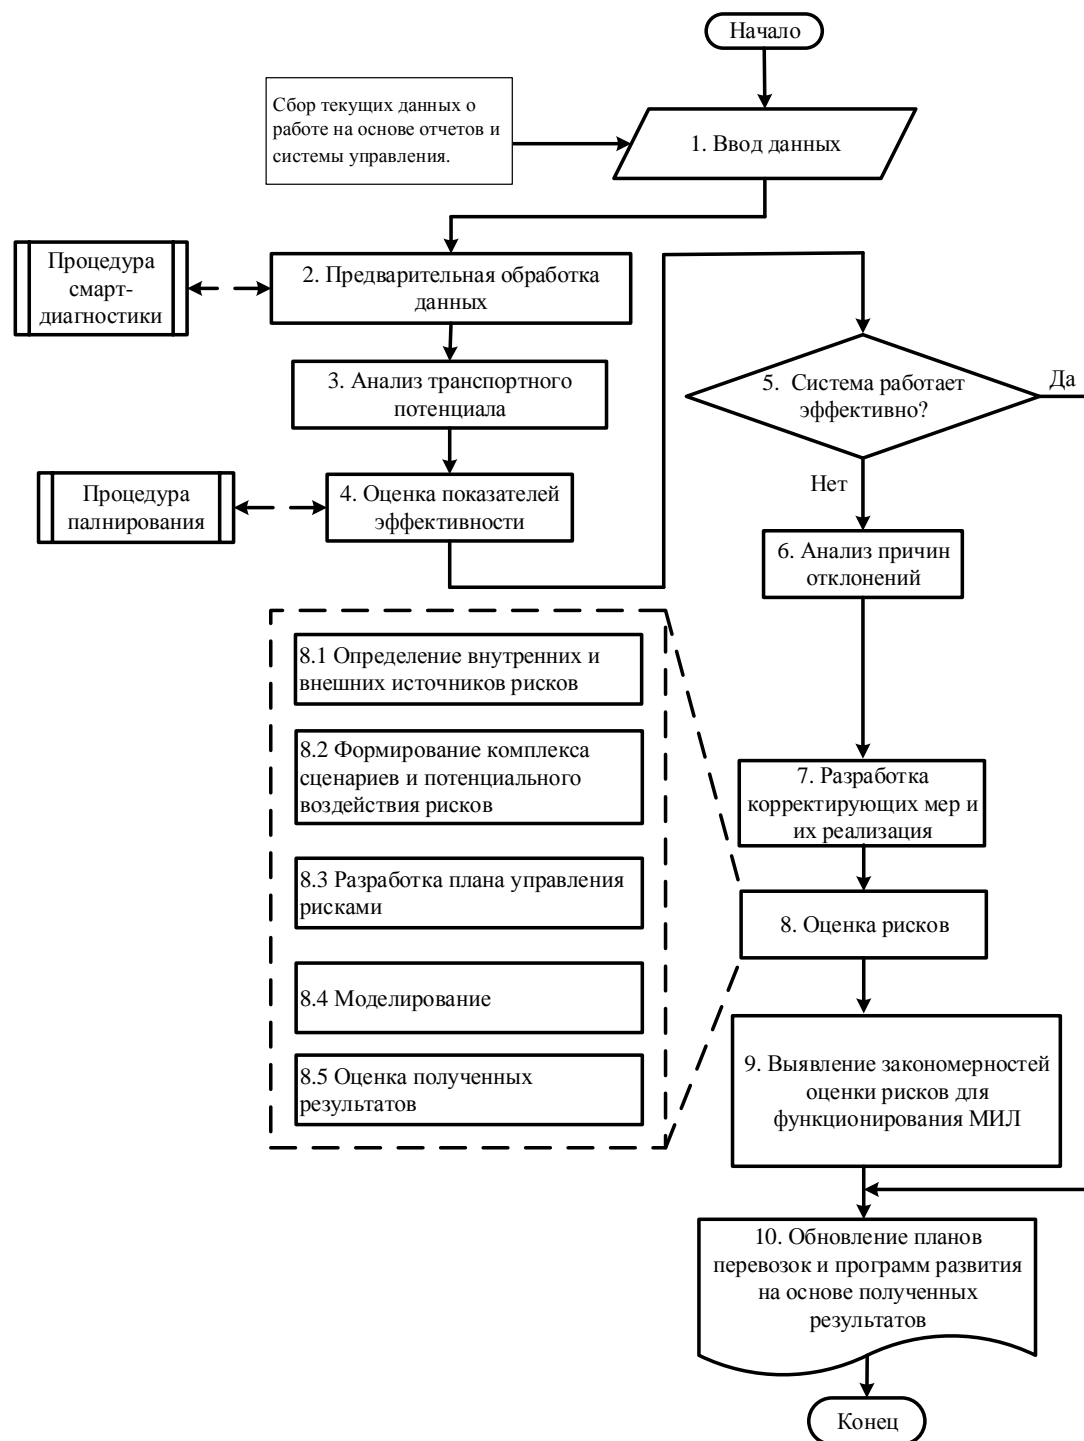 Начало
Сбор текущих данных о
работе на основе отчетов и
системы управления.
1. Ввод данных
Процедура
смарт-
диагностики
2. Предварительная обработка
данных
3. Анализ транспортного
потенциала
Процедура
палнирования
4. Оценка показателей
эффективности
5. Система работает
эффективно?
Да
Нет
6. Анализ причин
отклонений
7. Разработка
корректирующих мер и
их реализация
8. Оценка рисков
8.1 Определение внутренних и
внешних источников рисков
8.2 Формирование комплекса
сценариев и потенциального
воздействия рисков
8.3 Разработка плана управления
рисками
8.4 Моделирование
8.5 Оценка полученных
результатов
9. Выявление закономерностей
оценки рисков для
функционирования МИЛ
10. Обновление планов
перевозок и программ развития
на основе полученных
результатов
Конец